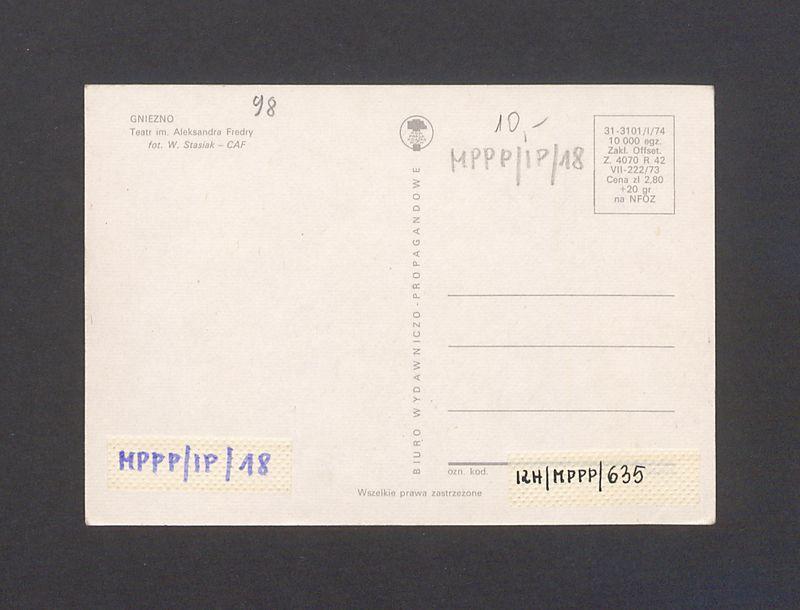 GNIEZNO
Teatr im. Aleksandra Fredry
fot. W. Stasiak – CAF
98
BIURO WYDAWNICZO-PROPAGANDOWE
10,-
MPPP/IP/18
31-3101/I/74
10 000 egz.
Zakł. Offset.
Z. 4070 R. 42
VII-222/73
Cena zł 2,80
+20 gr
na NFOZ
MPPP/IP/18
ozn. kod.
IZH/MPPP/635
Wszelkie prawa zastrzeżone